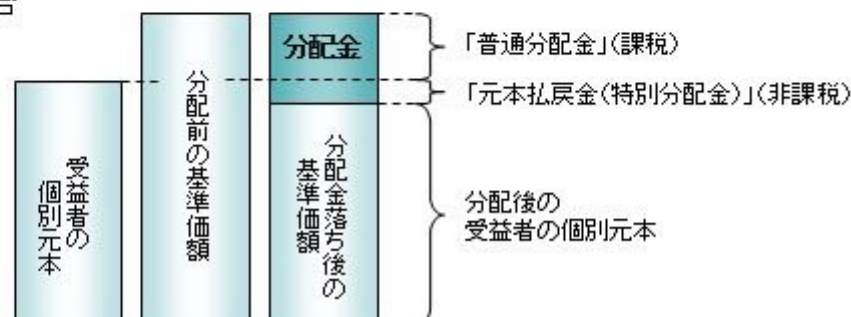 受益者の
個別元本
分配前の基準価額
分配金
分配金落ち後の
基準価額
「普通分配金」(課税)
「元本払戻金(特別分配金)」(非課税)
分配後の
受益者の個別元本